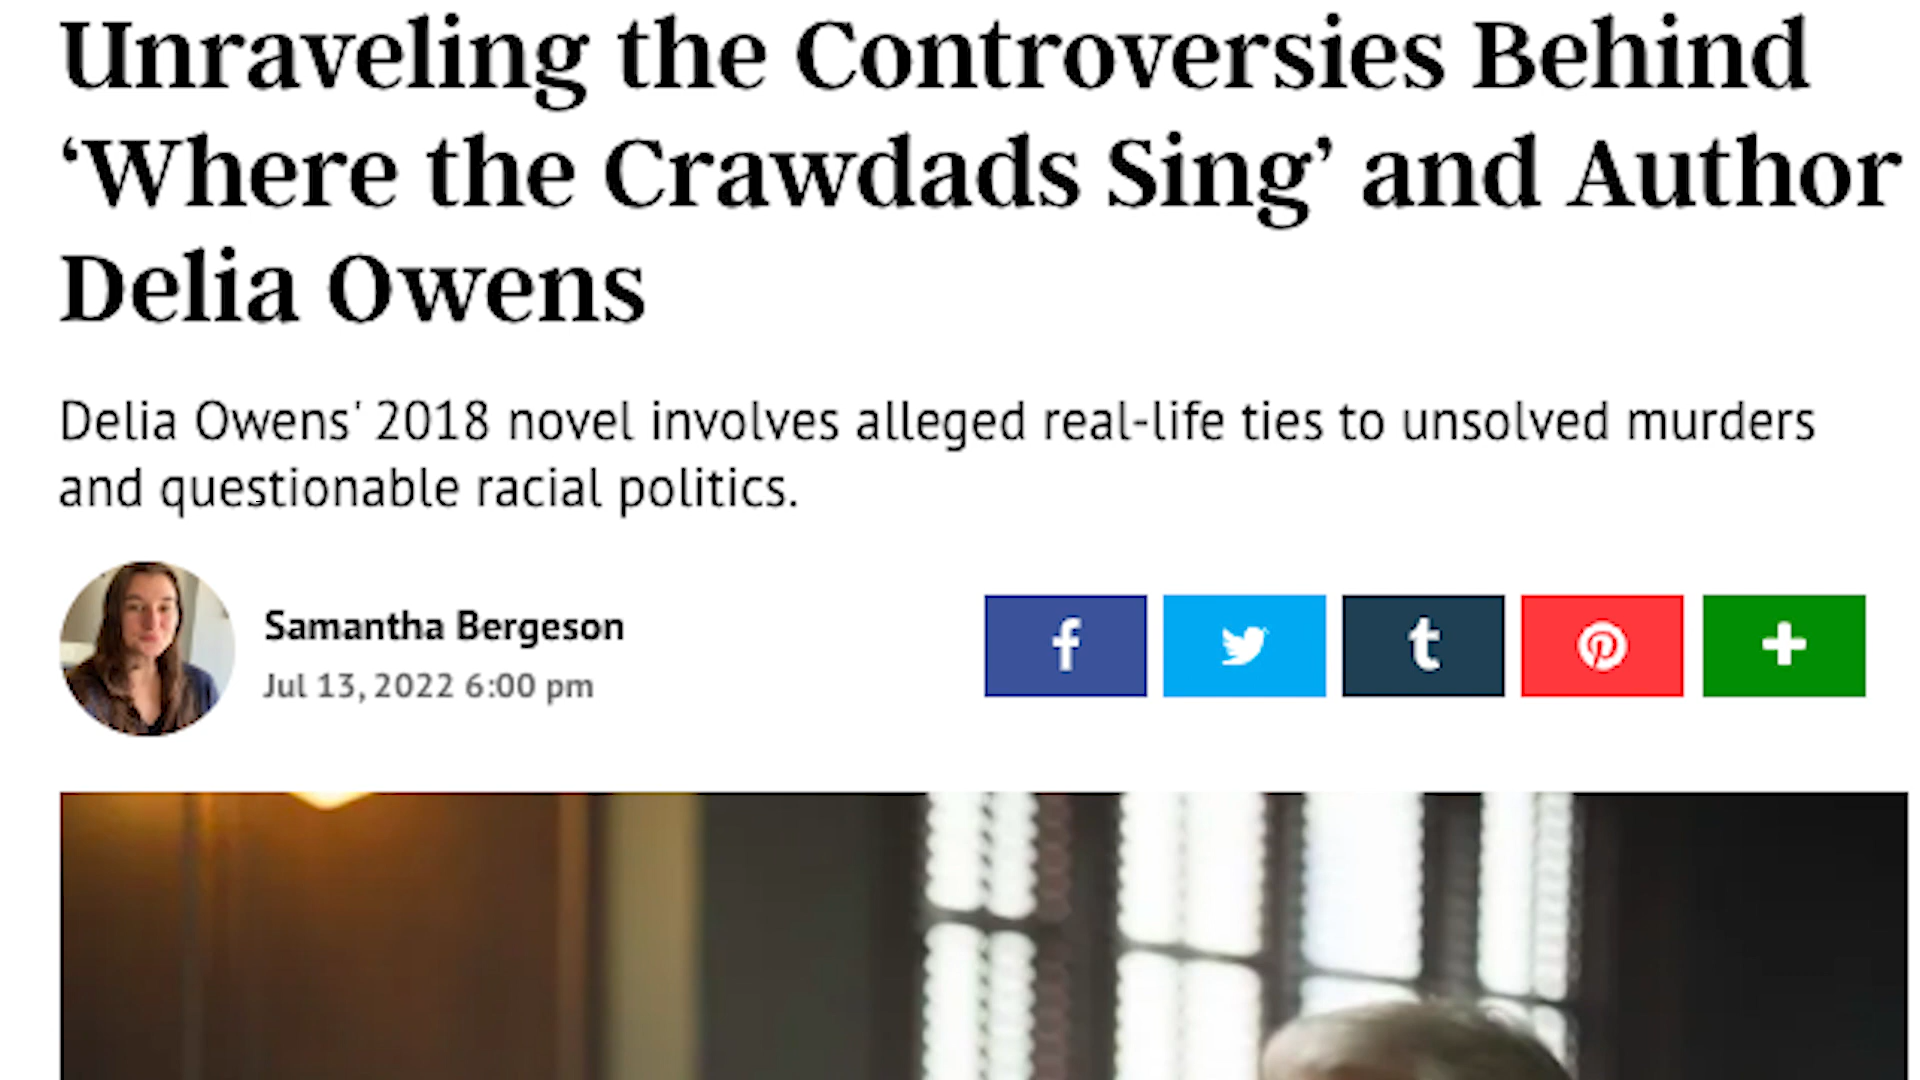 Unraveling the Controversies Behind
‘Where the Crawdads Sing’ and Author
Delia Owens
Delia Owens' 2018 novel involves alleged real-life ties to unsolved murders
and questionable racial politics.
Samantha Bergeson
Jul 13, 2022 6:00 pm